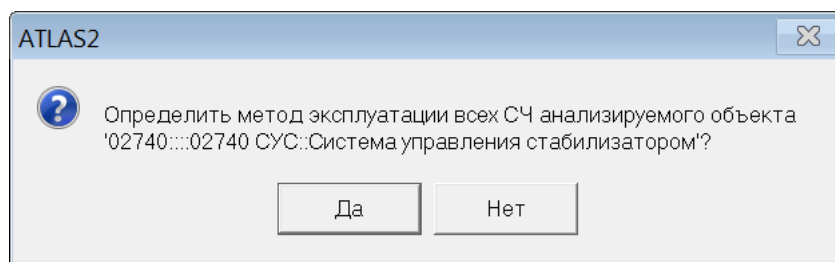 ATLAS2
Определить метод эксплуатации всех СЧ анализируемого объекта
'02740::::02740 СУС::Система управления стабилизатором'?
Да
Нет